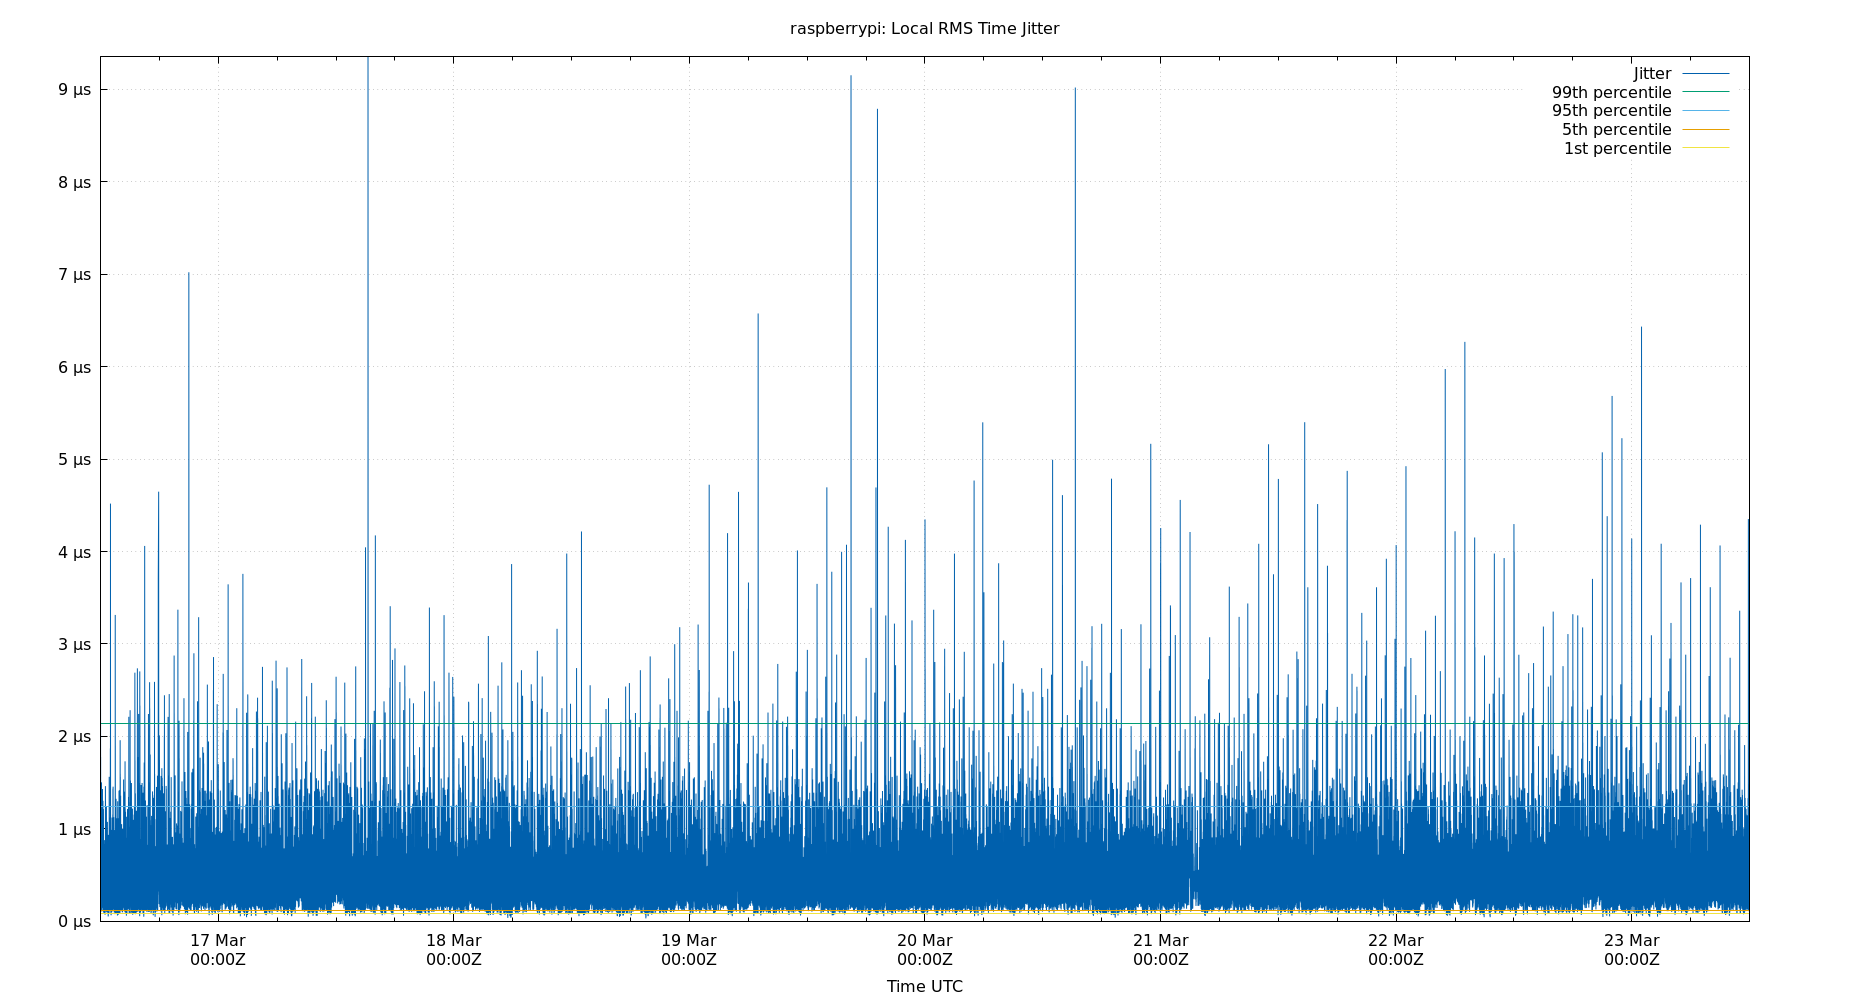 raspberrypi: Local RMS Time Jitter
Jitter
99th percentile
95th percentile
5th percentile
1st percentile
9 µs
8 µs
7 µs
6 µs
5 µs
4 µs
3 µs
2 µs
1 µs
0 µs
17 Mar 18 Mar 19 Mar 20 Mar 21 Mar 22 Mar 23 Mar
00:00Z 00:00Z 00:00Z 00:00Z 00:00Z 00:00Z 00:00Z
Time UTC